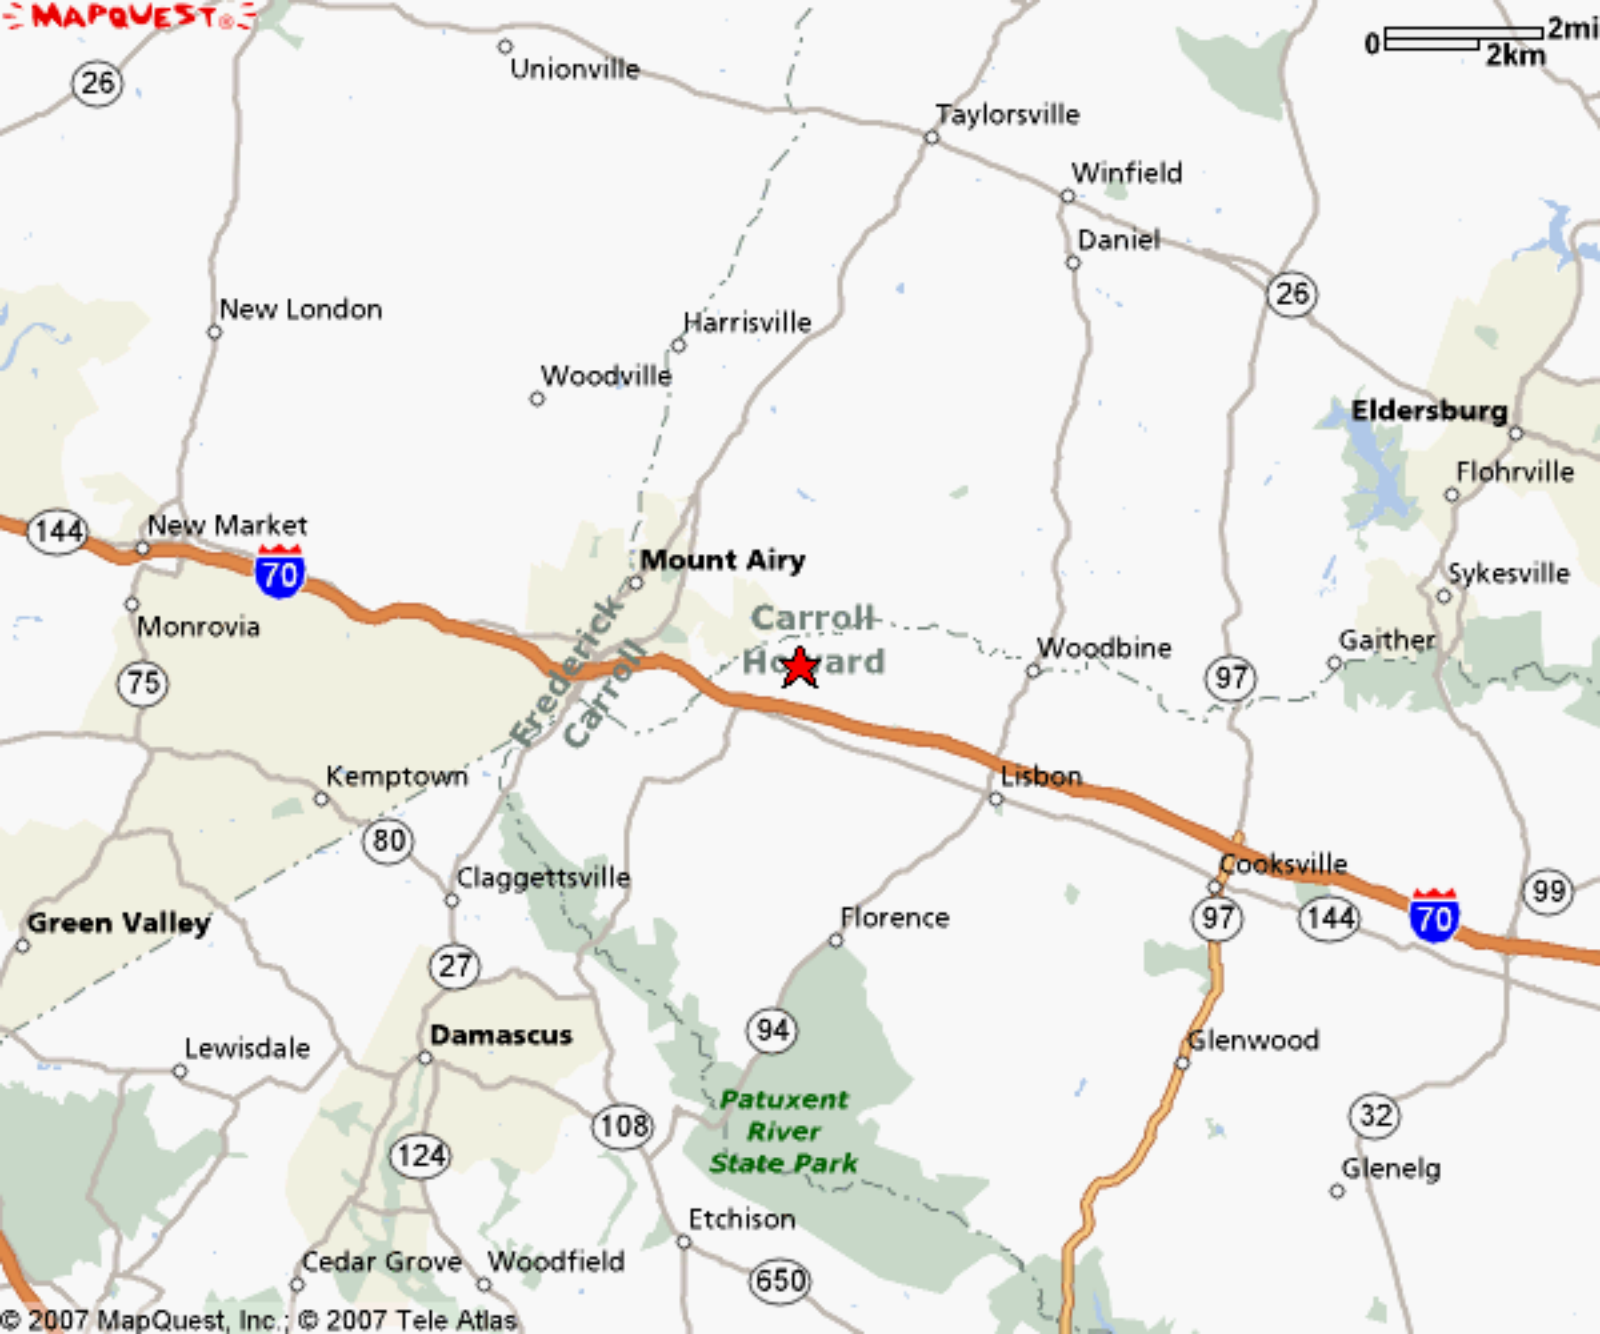 MAPQUEST®
0 2mi
2km
26
Unionville
Taylorsville
Winfield
Daniel
26
New London
Harrisville
Woodville
Eldersburg
Flohrville
144
New Market
70
Mount Airy
Sykesville
Monrovia
Frederick
Carroll
Carroll
Howard
Woodbine
Gaither
75
97
Kemptown
Lisbon
80
Cooksville
Claggettsville
99
Green Valley
Florence
97
144
70
27
94
Damascus
Glenwood
Lewisdale
Patuxent
River
State Park
108
32
124
Glenelg
Etchison
Cedar Grove
Woodfield
650
© 2007 MapQuest, Inc.; © 2007 Tele Atlas